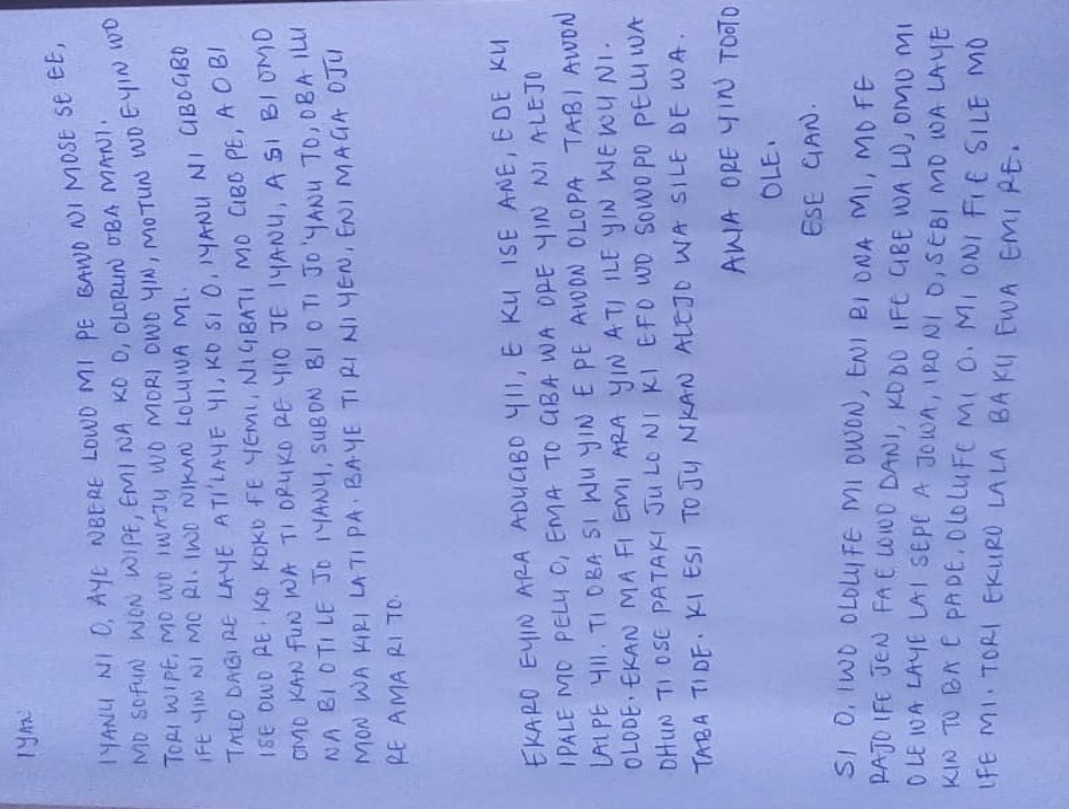 IYAN
IYANU NI O, AYE NBERE LOWO MI PE BAWO NI MOSE SE EE,
MO SOFUN WON WIPE, EMI NA KO O, OLORUN OBA MANI.
TORI WIPE, MO WO IWAJU WO MORI OWO YIN, MOTUN WO EYIN WO
IFE YIN NI MO RI. IWO NIKAN LOLUWA MI.
TALO DABI RE LAYE ATI'LAYE YI, KO SI O, IYANU NI GBOGBO
ISE OWO RE. KO KOKO FE YEMI, NIGBATI MO GBO PE, A O BI
OMO KAN FUN WA TI ORUKO RE YIO JE IYANU, A SI BI OMO
NA BI OTILE JO IYANU, SUBON BI O TI JO 'YANU TO, OBA ILU
MON WA KIRI LATI PA. BAYE TI RI NI YEN, ENI MAGA OJU
RE AMA RI TO.
EKARO EYIN ARA ADUGBO YII, E KU ISE ANE, EDE KU
IPALE MO PELU O, EMA TO GBA WA ORE YIN NI ALEJO
LAIPE YII. TI OBA SI WU YIN E PE AWON OLOPA TABI AWON
OLODE. EKAN MA FI EMI ARA YIN ATI ILE YIN WEWU NI.
OHUN TI OSE PATAKI JU LO NI KI EFO WO SOWOPO PELU WA
TABA TI DE. KI ESI TOJU NKAN ALEJO WA SILE DE WA.
AWA ORE YIN TOOTO
OLE.
ESE GAN.
SI O, IWO OLOLUFE MI OWON, ENI BI ONA MI, MO FE
RAJO IFE JEN FA E LOWO DANI, KODO IFE GBE WA LO, OMO MI
O LE WA LAYE LAI SEPE A JOWA, IRO NI O, SEBI MO WA LAYE
KIN TO BA E PADE. OLOLUFE MI O. MI ONI FI E SILE MO
IFE MI. TORI EKURO LALA BAKU EWA EMI RE.